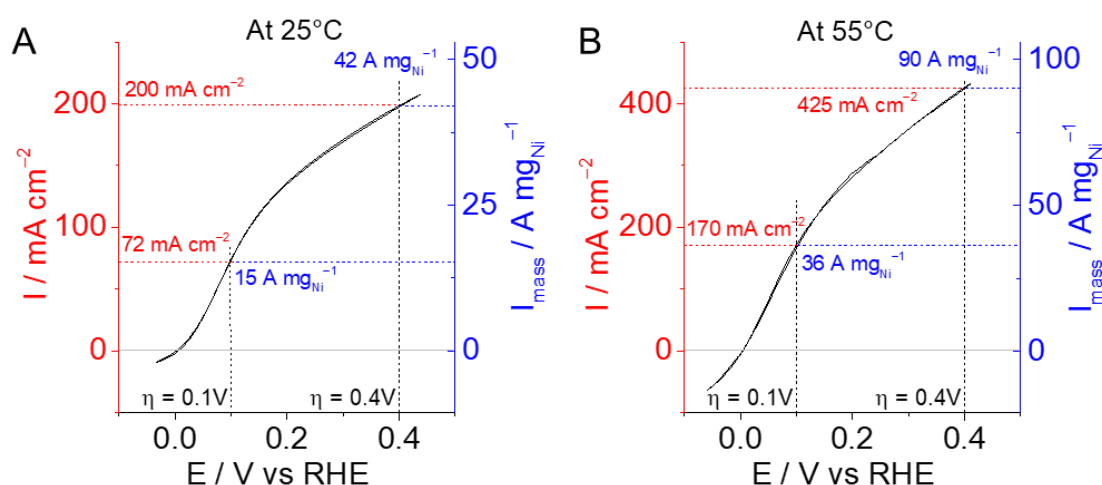 A
At 25°C
I / mA cm⁻²
200
100
0
200 mA cm⁻²
72 mA cm⁻²
42 A mg_Ni⁻¹
15 A mg_Ni⁻¹
50
25
0
I_mass / A mg_Ni⁻¹
η = 0.1V
η = 0.4V
0.0
0.2
0.4
E / V vs RHE
B
At 55°C
I / mA cm⁻²
400
200
0
425 mA cm⁻²
170 mA cm⁻²
90 A mg_Ni⁻¹
36 A mg_Ni⁻¹
100
50
0
I_mass / A mg_Ni⁻¹
η = 0.1V
η = 0.4V
0.0
0.2
0.4
E / V vs RHE